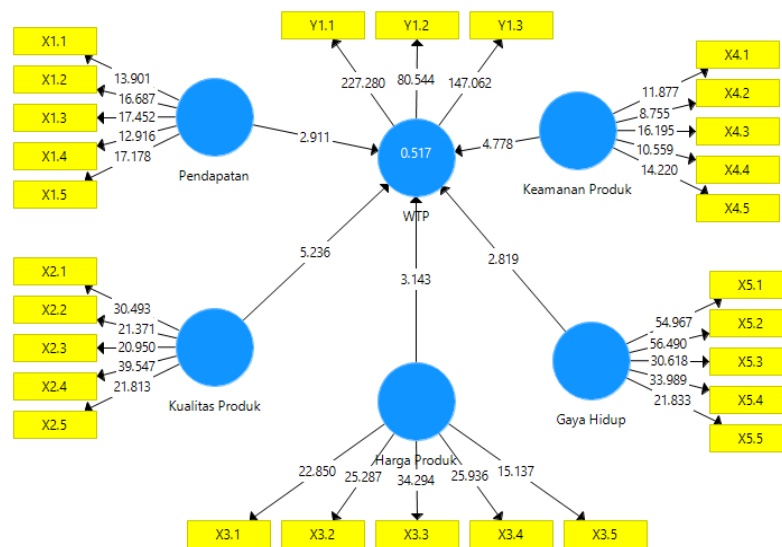 Y1.1
Y1.2
Y1.3
X1.1
X1.2
X1.3
X1.4
X1.5
13.901
16.687
17.452
12.916
17.178
Pendapatan
2.911
227.280
80.544
147.062
0.517
WTP
4.778
Keamanan Produk
11.877
8.755
16.195
10.559
14.220
X4.1
X4.2
X4.3
X4.4
X4.5
X2.1
X2.2
X2.3
X2.4
X2.5
30.493
21.371
20.950
39.547
21.813
Kualitas Produk
5.236
3.143
2.819
Gaya Hidup
54.967
56.490
30.618
33.989
21.833
X5.1
X5.2
X5.3
X5.4
X5.5
Harga Produk
22.850
25.287
34.294
25.936
15.137
X3.1
X3.2
X3.3
X3.4
X3.5